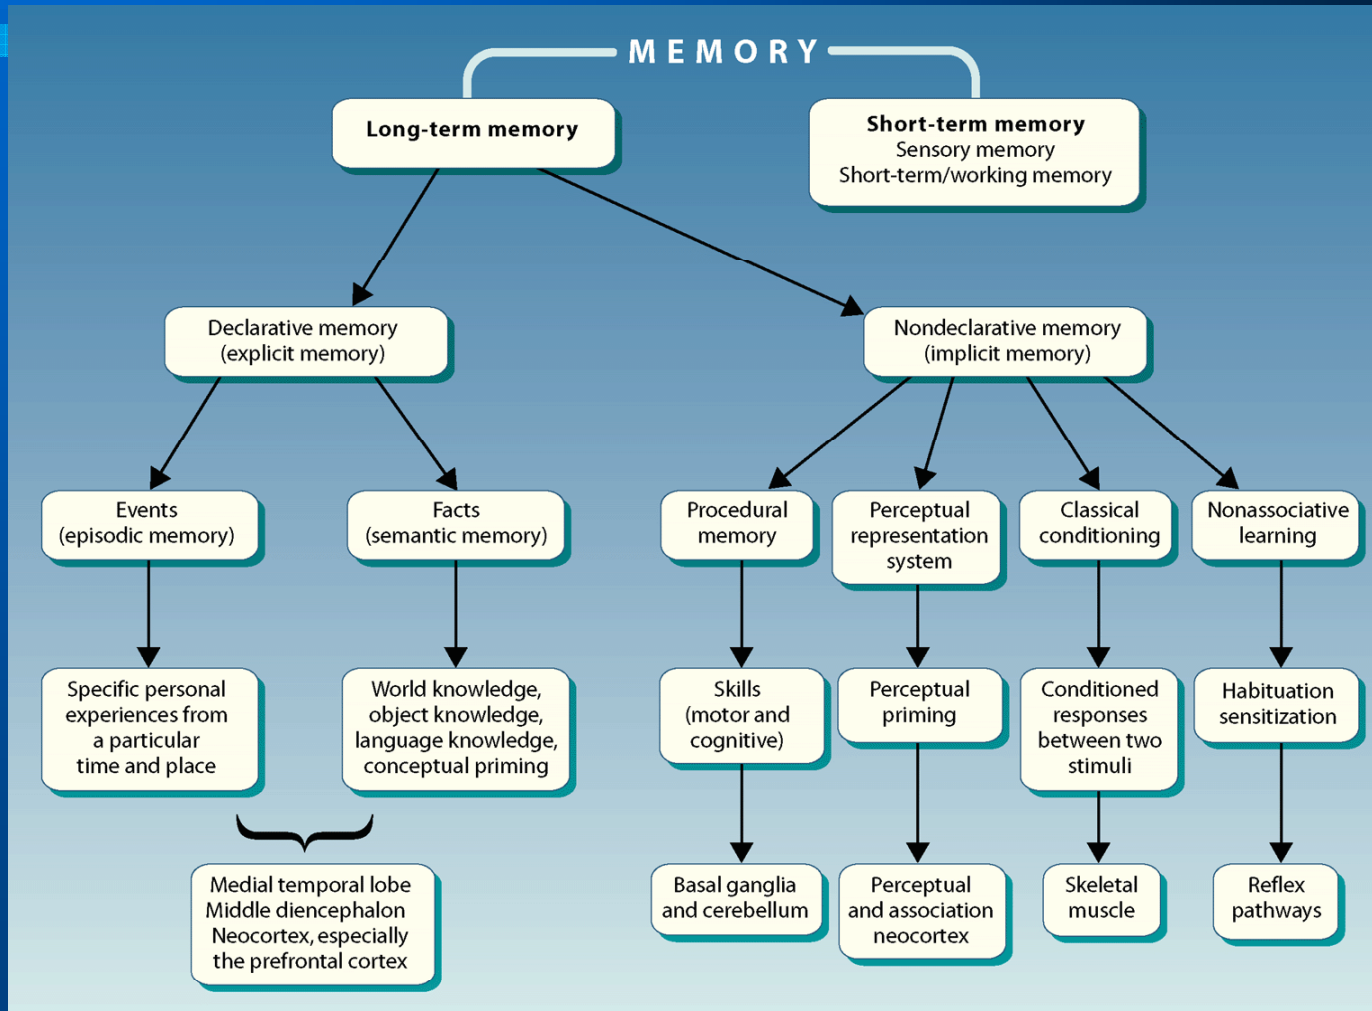 MEMORY
Long-term memory
Short-term memory
Sensory memory
Short-term/working memory
Declarative memory
(explicit memory)
Nondeclarative memory
(implicit memory)
Events
(episodic memory)
Facts
(semantic memory)
Procedural
memory
Perceptual
representation
system
Classical
conditioning
Nonassociative
learning
Specific personal
experiences from
a particular
time and place
World knowledge,
object knowledge,
language knowledge,
conceptual priming
Skills
(motor and
cognitive)
Perceptual
priming
Conditioned
responses
between two
stimuli
Habituation
sensitization
Medial temporal lobe
Middle diencephalon
Neocortex, especially
the prefrontal cortex
Basal ganglia
and cerebellum
Perceptual
and association
neocortex
Skeletal
muscle
Reflex
pathways